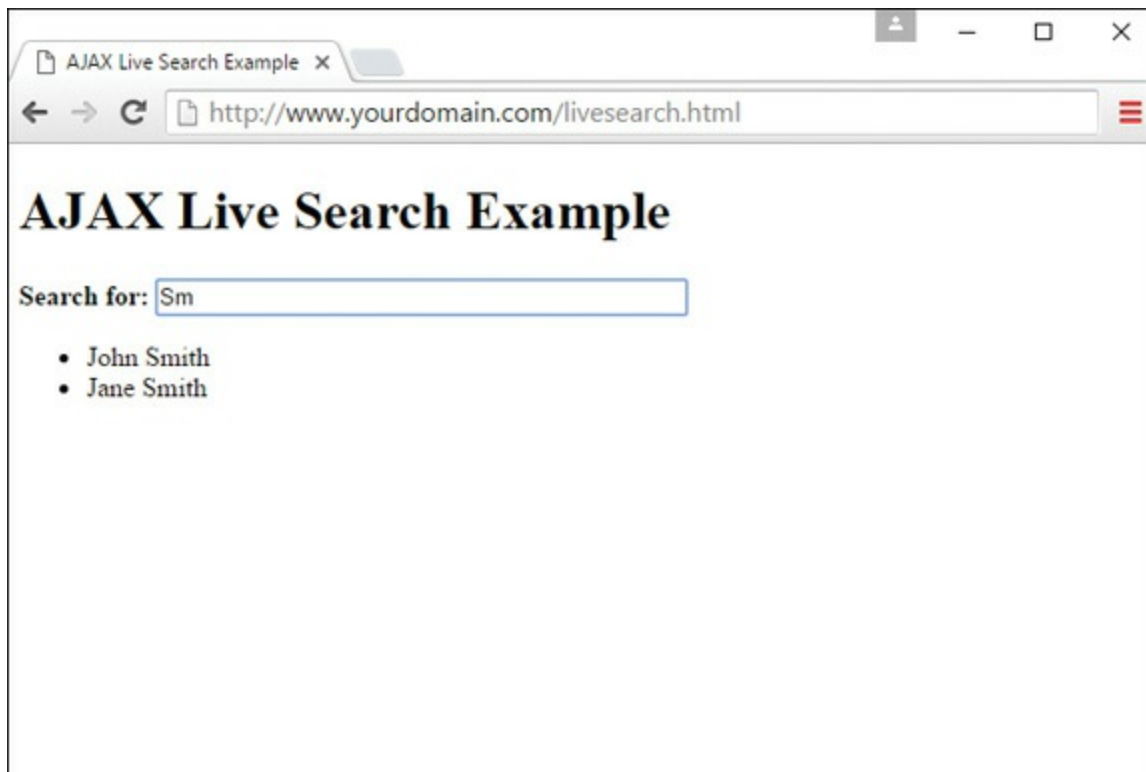 AJAX Live Search Example
http://www.yourdomain.com/livesearch.html
AJAX Live Search Example
Search for: Sm
• John Smith
• Jane Smith